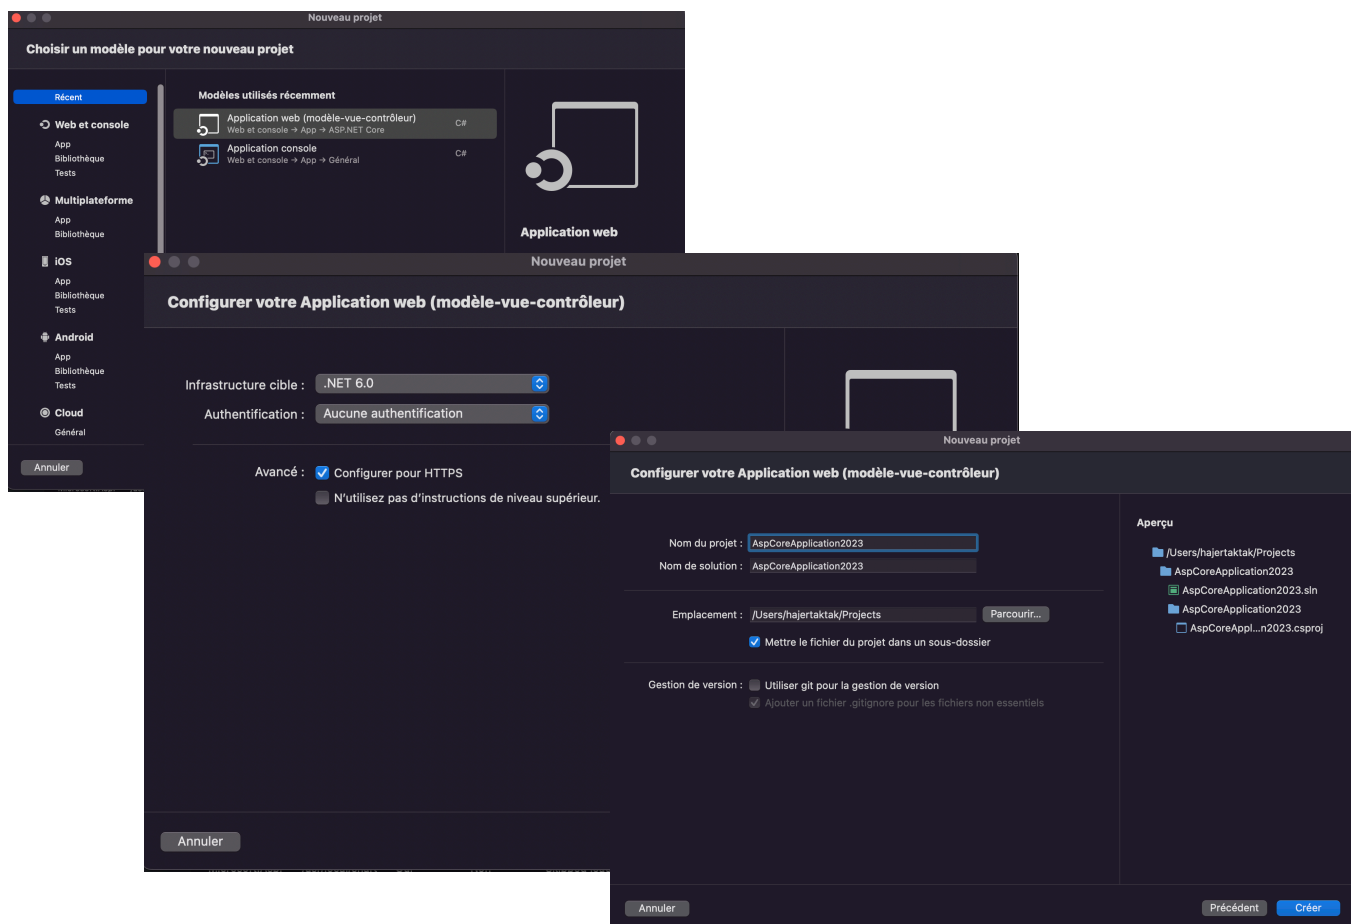 Nouveau projet
Choisir un modèle pour votre nouveau projet
Récent
Web et console
App
Bibliothèque
Tests
Multiplateforme
App
Bibliothèque
iOS
App
Bibliothèque
Tests
Android
App
Bibliothèque
Tests
Cloud
Général
Annuler
Modèles utilisés récemment
Application web (modèle-vue-contrôleur)
Web et console → App → ASP.NET Core
C#
Application console
Web et console → App → Général
C#
Application web
Nouveau projet
Configurer votre Application web (modèle-vue-contrôleur)
Infrastructure cible : .NET 6.0
Authentification : Aucune authentification
Avancé : Configurer pour HTTPS
N'utilisez pas d'instructions de niveau supérieur.
Annuler
Nouveau projet
Configurer votre Application web (modèle-vue-contrôleur)
Nom du projet : AspCoreApplication2023
Nom de solution : AspCoreApplication2023
Emplacement : /Users/hajertaktak/Projects Parcourir...
Mettre le fichier du projet dans un sous-dossier
Gestion de version : Utiliser git pour la gestion de version
Ajouter un fichier .gitignore pour les fichiers non essentiels
Aperçu
/Users/hajertaktak/Projects
AspCoreApplication2023
AspCoreApplication2023.sln
AspCoreApplication2023
AspCoreAppl...n2023.csproj
Annuler
Précédent
Créer